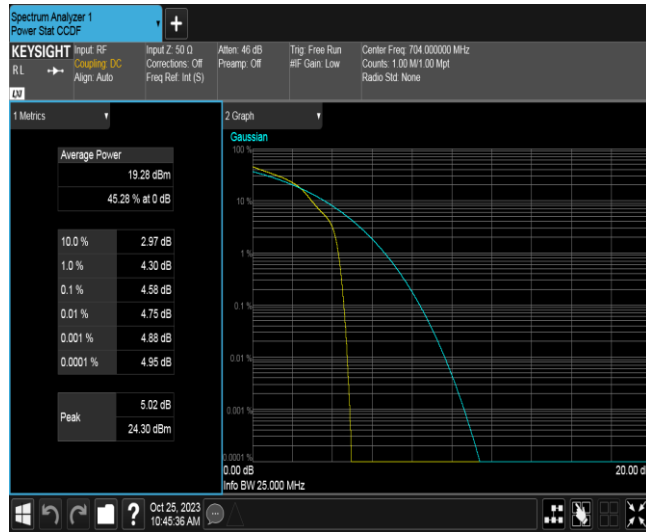 Spectrum Analyzer 1
Power Stat CCDF
KEYSIGHT
RL
LXI
Input: RF
Coupling: DC
Align: Auto
Input Z: 50 Ω
Corrections: Off
Freq Ref: Int (S)
Atten: 46 dB
Preamp: Off
Trig: Free Run
#IF Gain: Low
Center Freq: 704.000000 MHz
Counts: 1.00 M/1.00 Mpt
Radio Std: None
1 Metrics
Average Power
19.28 dBm
45.28 % at 0 dB
10.0 % 2.97 dB
1.0 % 4.30 dB
0.1 % 4.58 dB
0.01 % 4.75 dB
0.001 % 4.88 dB
0.0001 % 4.95 dB
Peak
5.02 dB
24.30 dBm
2 Graph
Gaussian
100 %
10 %
1 %
0.1 %
0.01 %
0.001 %
0.0001 %
0.00 dB
20.00 d
Info BW 25.000 MHz
?
Oct 25, 2023
10:45:36 AM